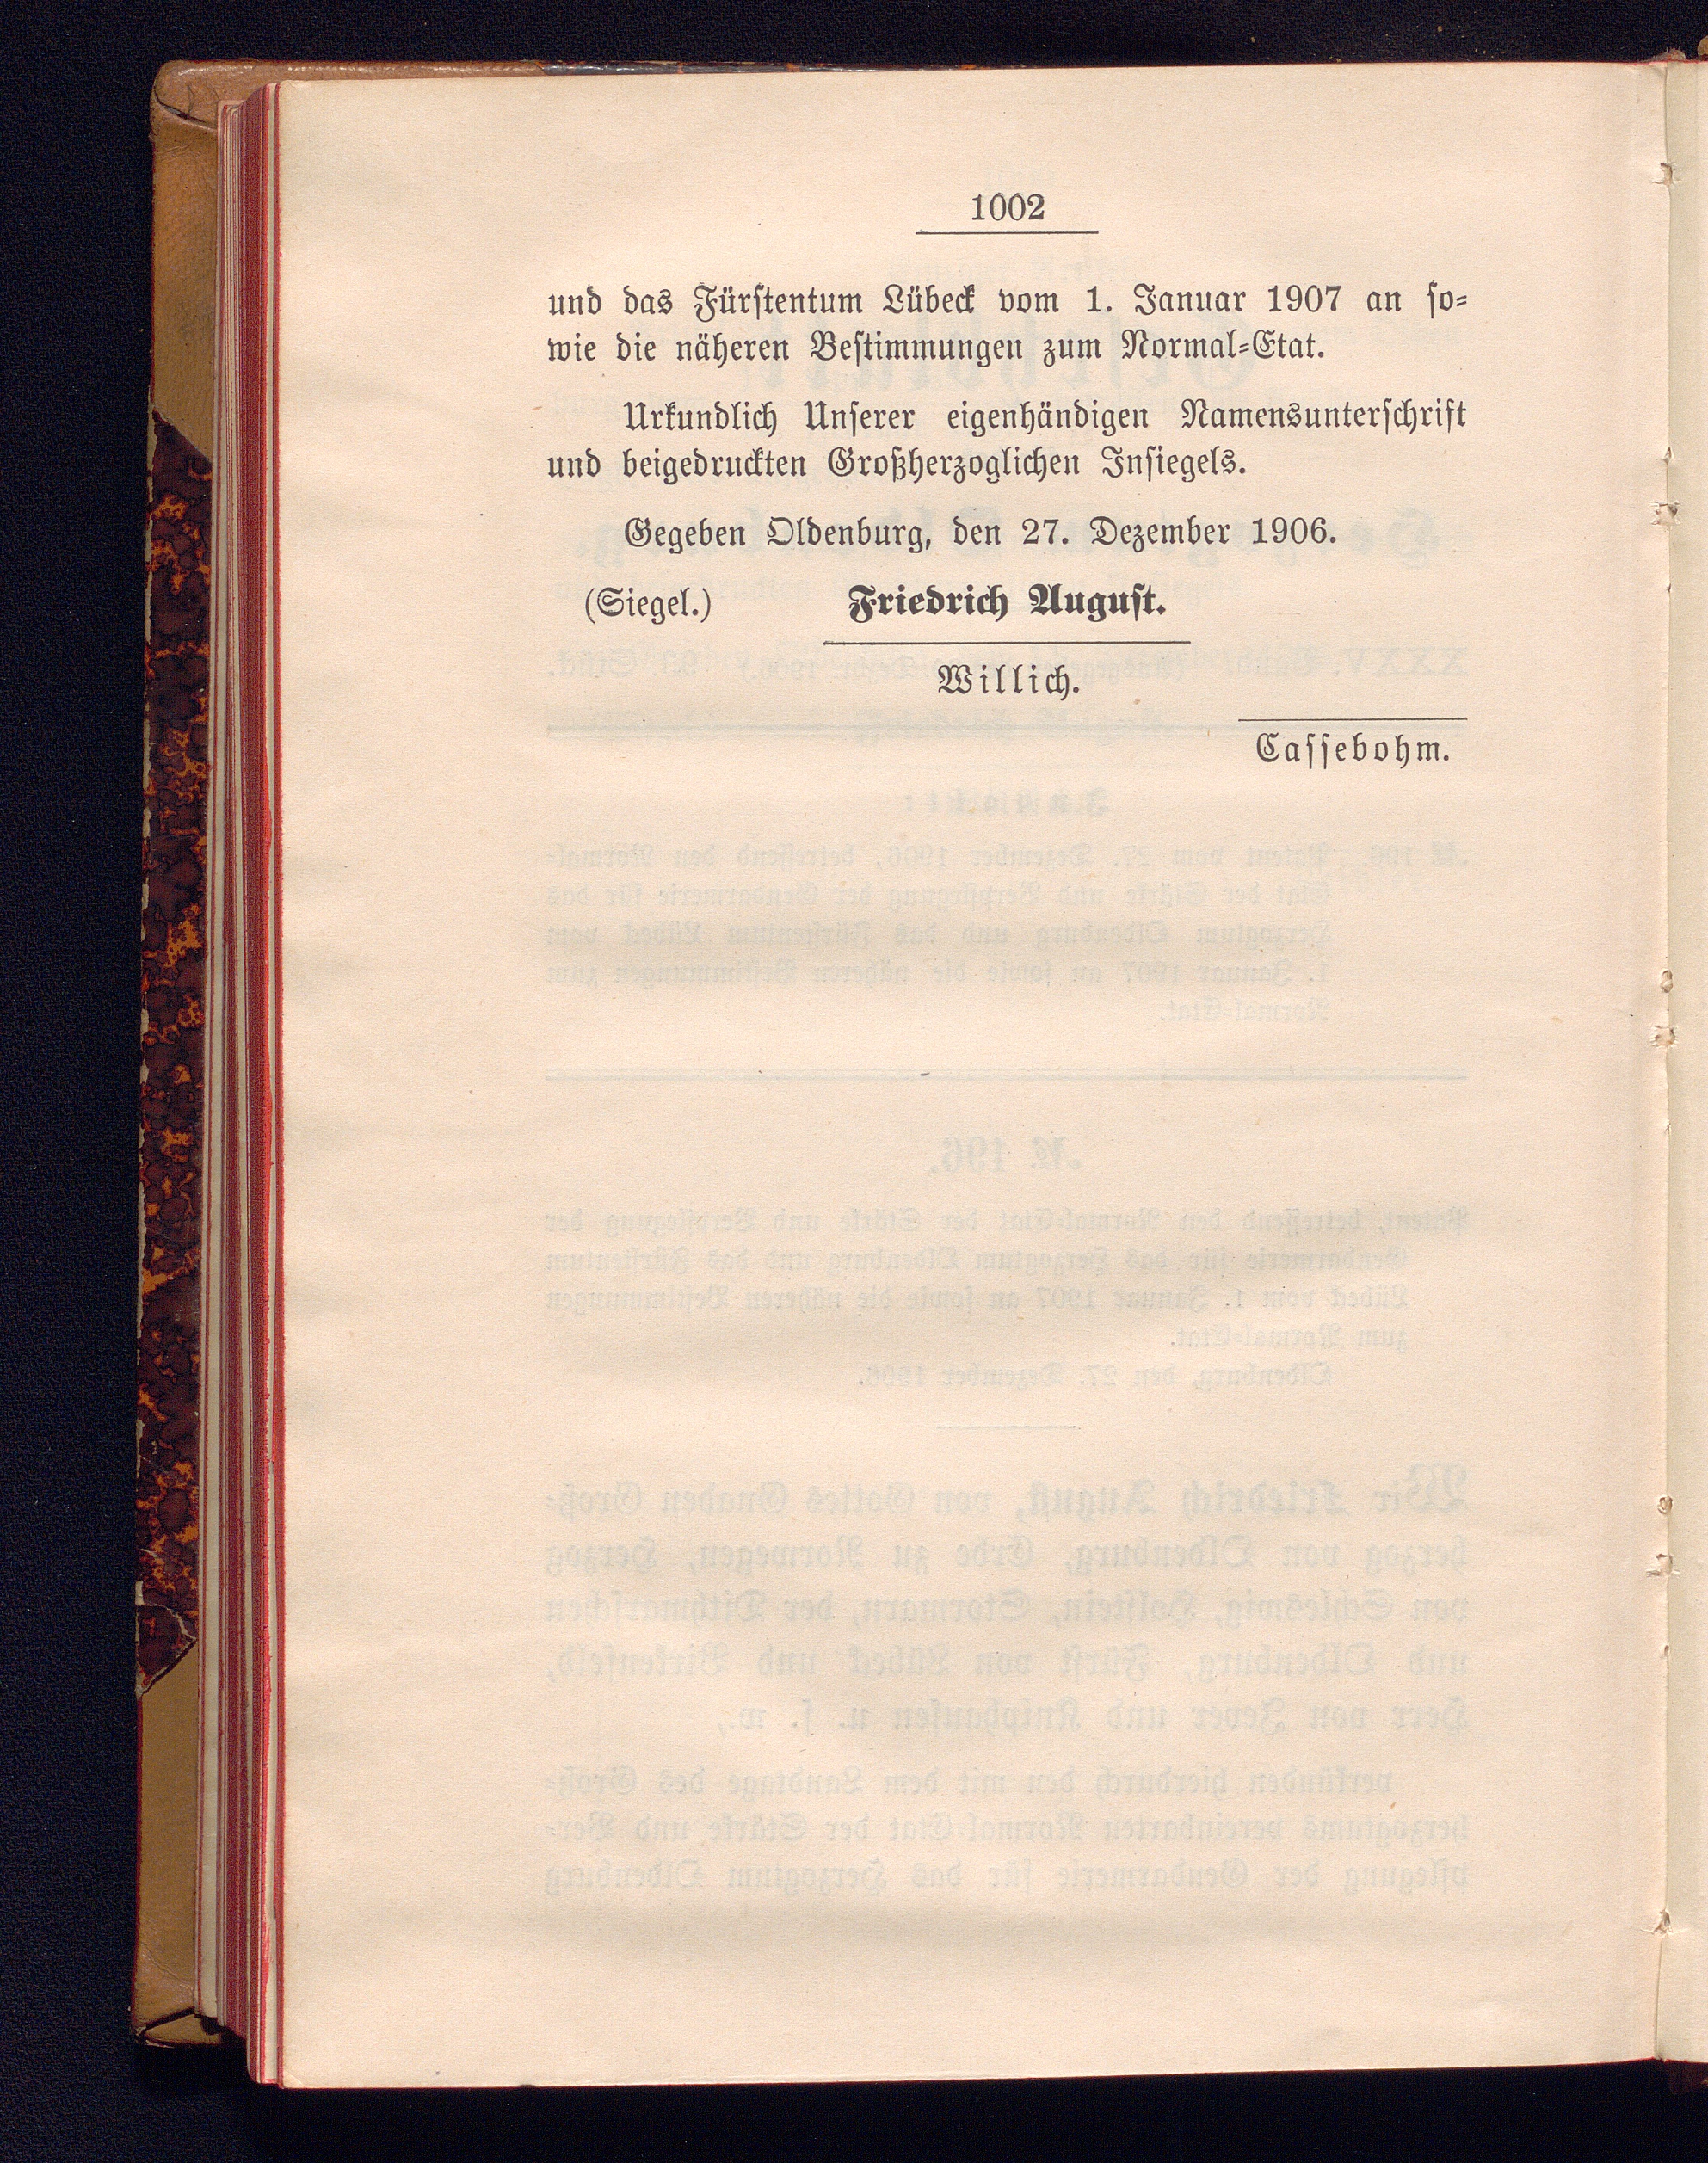 1002
und das Fürstentum Lübeck vom 1. Januar 1907 an so-
wie die näheren Bestimmungen zum Normal-Etat.
Urkundlich Unserer eigenhändigen Namensunterschrift
und beigedruckten Großherzoglichen Insiegels.
Gegeben Oldenburg, den 27. Dezember 1906.
(Siegel.) Friedrich August.
Willich.
Cassebohm.